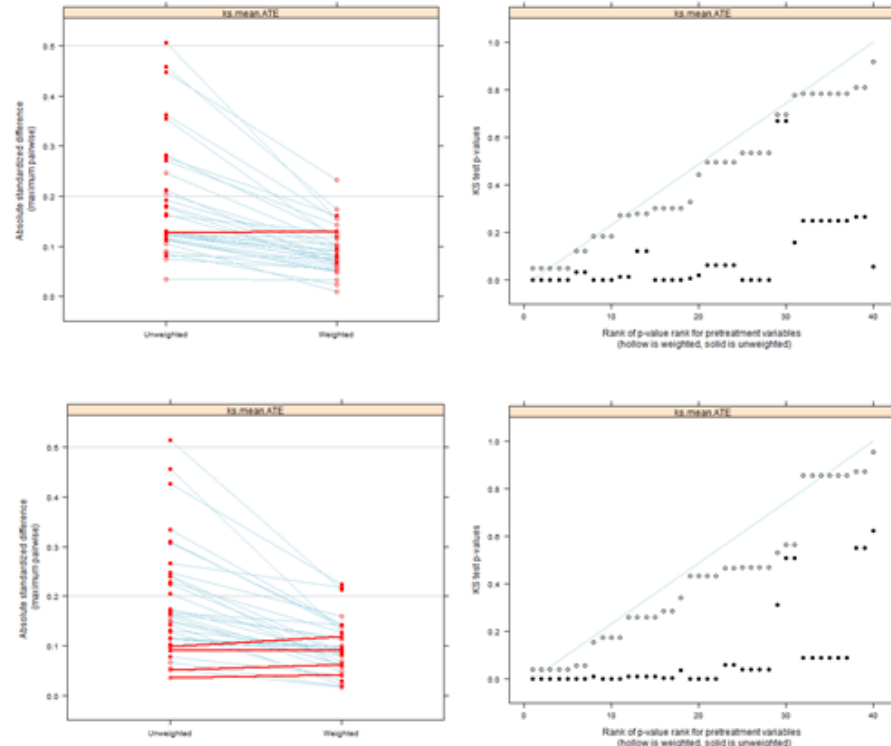 ks.mean.ATE
Absolute standardized difference
(maximum pairwise)
0.5
0.4
0.3
0.2
0.1
0.0
Unweighted
Weighted
ks.mean.ATE
KS test p-values
1.0
0.8
0.6
0.4
0.2
0.0
0
10
20
30
40
Rank of p-value rank for pretreatment variables
(hollow is weighted, solid is unweighted)
ks.mean.ATE
Absolute standardized difference
(maximum pairwise)
0.5
0.4
0.3
0.2
0.1
0.0
Unweighted
Weighted
ks.mean.ATE
KS test p-values
1.0
0.8
0.6
0.4
0.2
0.0
0
10
20
30
40
Rank of p-value rank for pretreatment variables
(hollow is weighted, solid is unweighted)